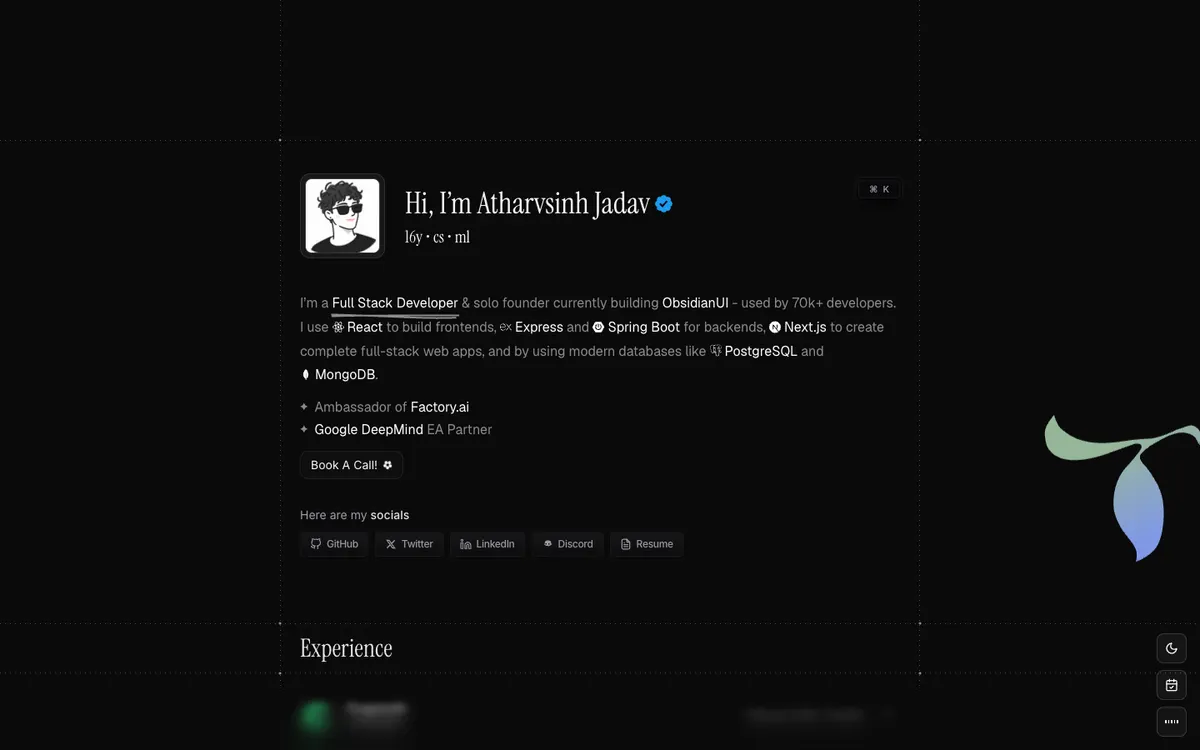 Hi, I'm Atharvsinh Jadav
⌘ K
16y • cs • ml
I'm a Full Stack Developer & solo founder currently building ObsidianUI - used by 70k+ developers.
I use React to build frontends, ex Express and Spring Boot for backends, Next.js to create
complete full-stack web apps, and by using modern databases like PostgreSQL and
MongoDB.
Ambassador of Factory.ai
Google DeepMind EA Partner
Book A Call!
Here are my socials
GitHub Twitter LinkedIn Discord Resume
Experience